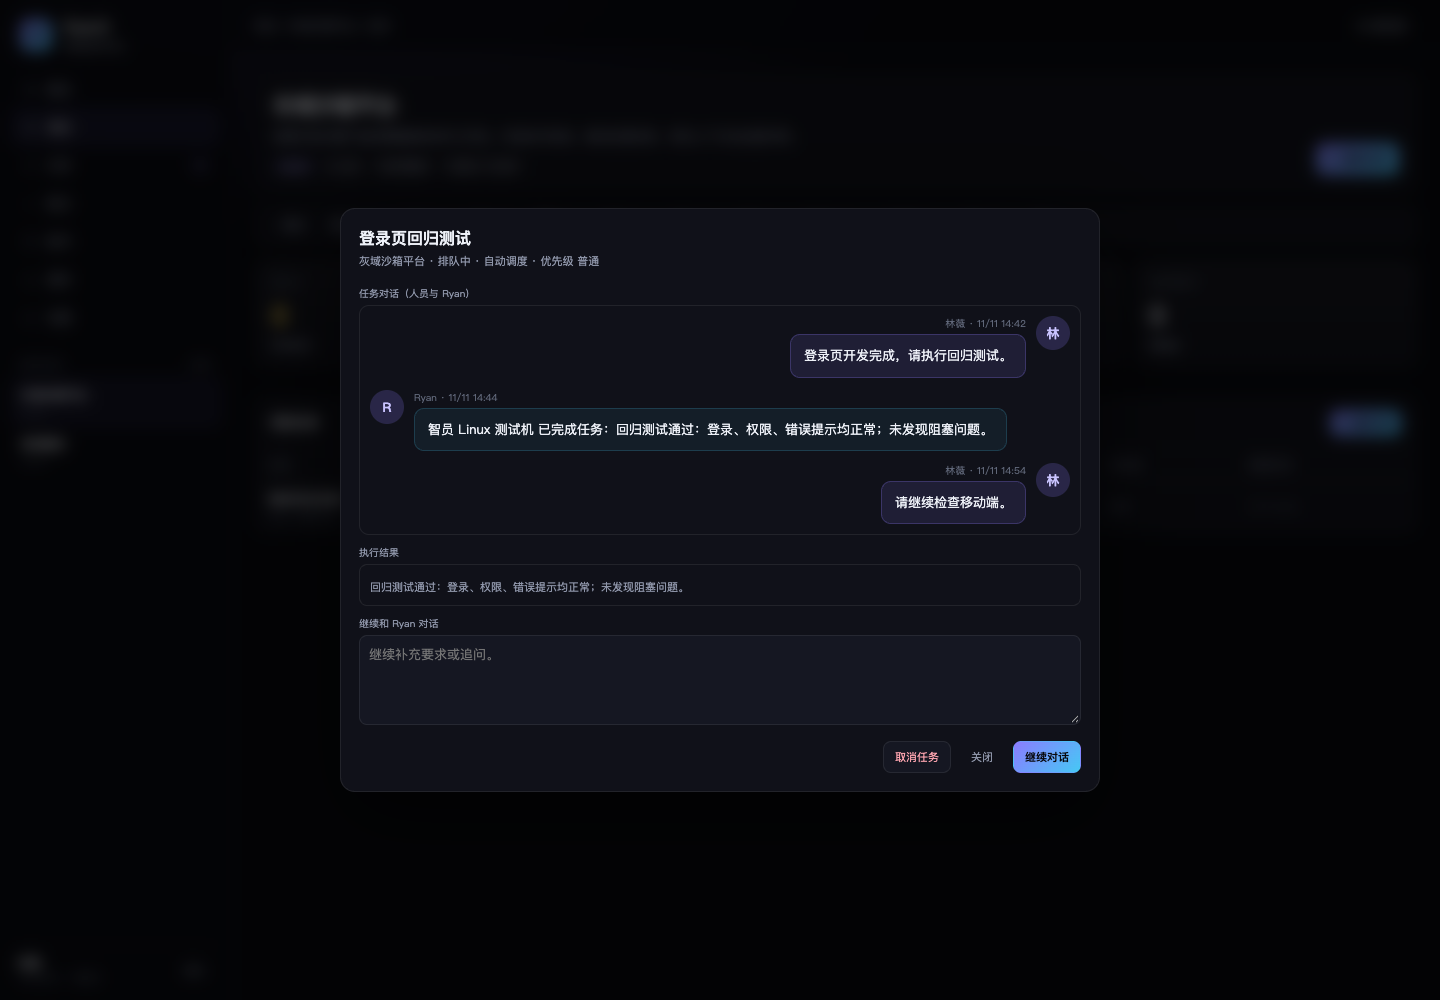 登录页回归测试
灰域沙箱平台 · 排队中 · 自动调度 · 优先级 普通
任务对话（人员与 Ryan）
林薇 · 11/11 14:42
林
登录页开发完成，请执行回归测试。
R
Ryan · 11/11 14:44
智员 Linux 测试机 已完成任务：回归测试通过：登录、权限、错误提示均正常；未发现阻塞问题。
林薇 · 11/11 14:54
林
请继续检查移动端。
执行结果
回归测试通过：登录、权限、错误提示均正常；未发现阻塞问题。
继续和 Ryan 对话
继续补充要求或追问。
取消任务
关闭
继续对话